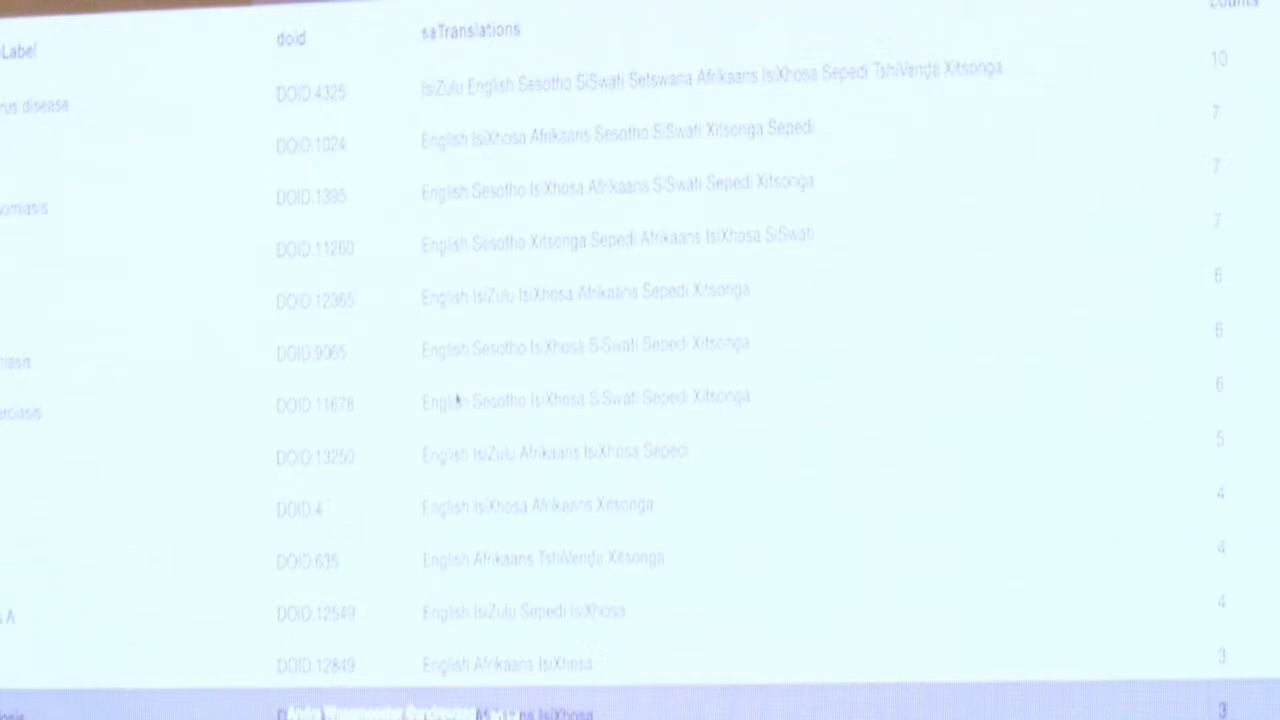 Label doid saTranslations counts
rus disease DOID:4325 IsiZulu English Sesotho SiSwati Setswana Afrikaans IsiXhosa Sepedi TshiVenda Xitsonga 10
DOID:1024 English IsiXhosa Afrikaans Sesotho SiSwati Xitsonga Sepedi 7
DOID:1395 English Sesotho IsiXhosa Afrikaans SiSwati Sepedi Xitsonga 7
somiasis
DOID:11260 English Sesotho Xitsonga Sepedi Afrikaans IsiXhosa SiSwati 7
DOID:12365 English IsiZulu IsiXhosa Afrikaans Sepedi Xitsonga 6
DOID:9065 English Sesotho IsiXhosa SiSwati Sepedi Xitsonga 6
niasis
DOID:11678 English Sesotho IsiXhosa SiSwati Sepedi Xitsonga 6
erciasis
DOID:13250 English IsiZulu Afrikaans IsiXhosa Sepedi 5
DOID:4 English IsiXhosa Afrikaans Xitsonga 4
DOID:635 English Afrikaans TshiVenda Xitsonga 4
s A DOID:12549 English IsiZulu Sepedi IsiXhosa 4
DOID:12849 English Afrikaans IsiXhosa 3
osis IsiXhosa 3